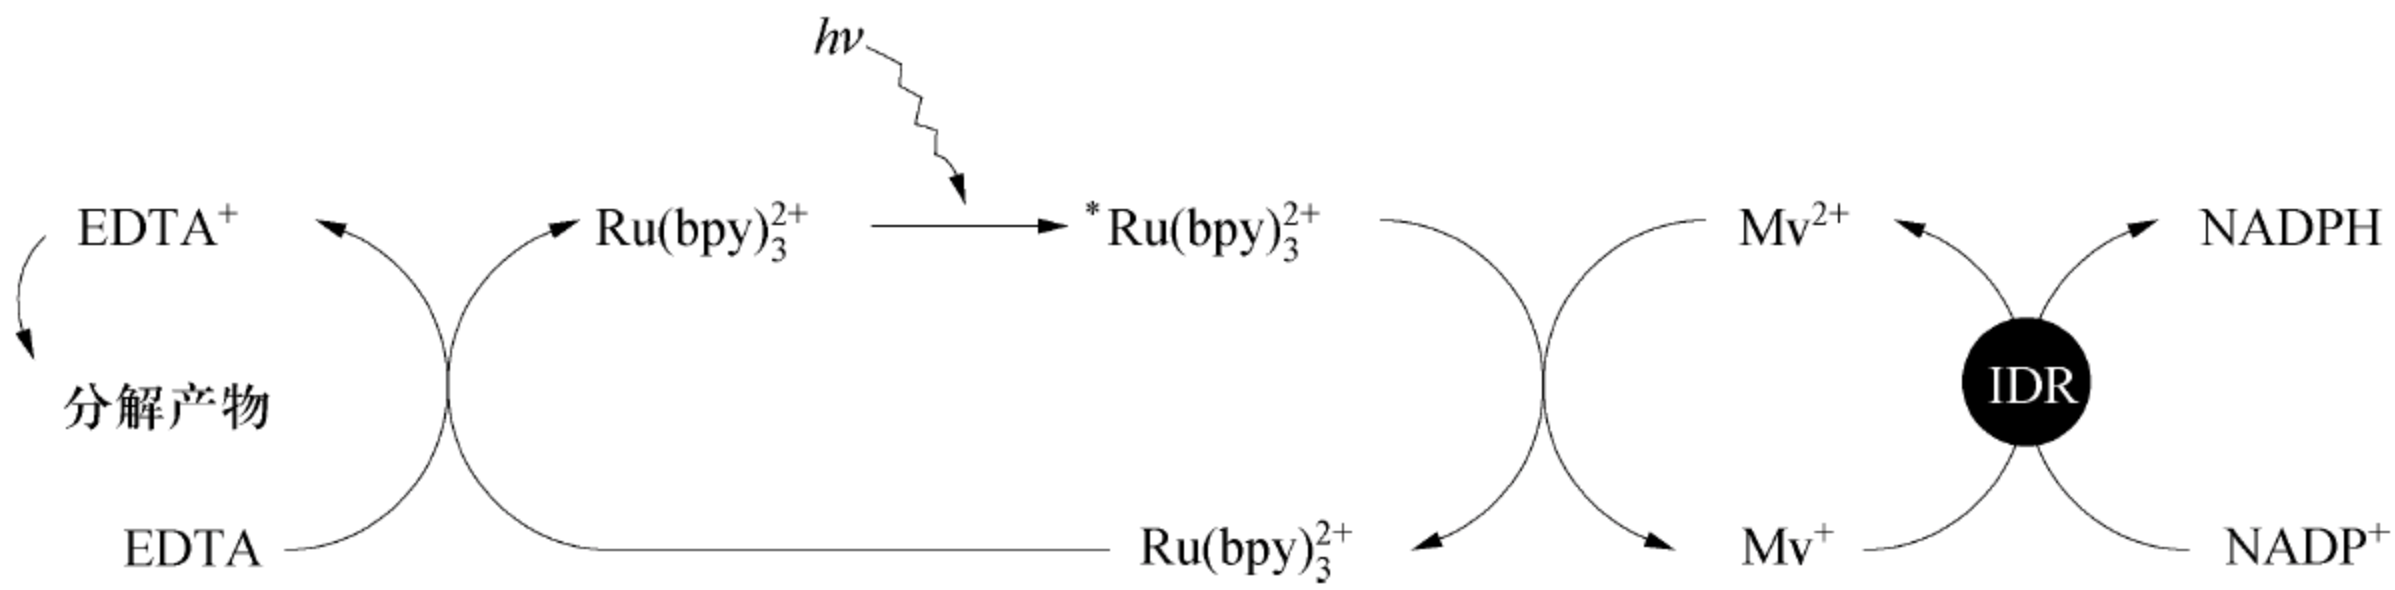 hν
EDTA⁺
Ru(bpy)₃²⁺
*Ru(bpy)₃²⁺
Mv²⁺
NADPH
分解产物
IDR
EDTA
Ru(bpy)₃²⁺
Mv⁺
NADP⁺